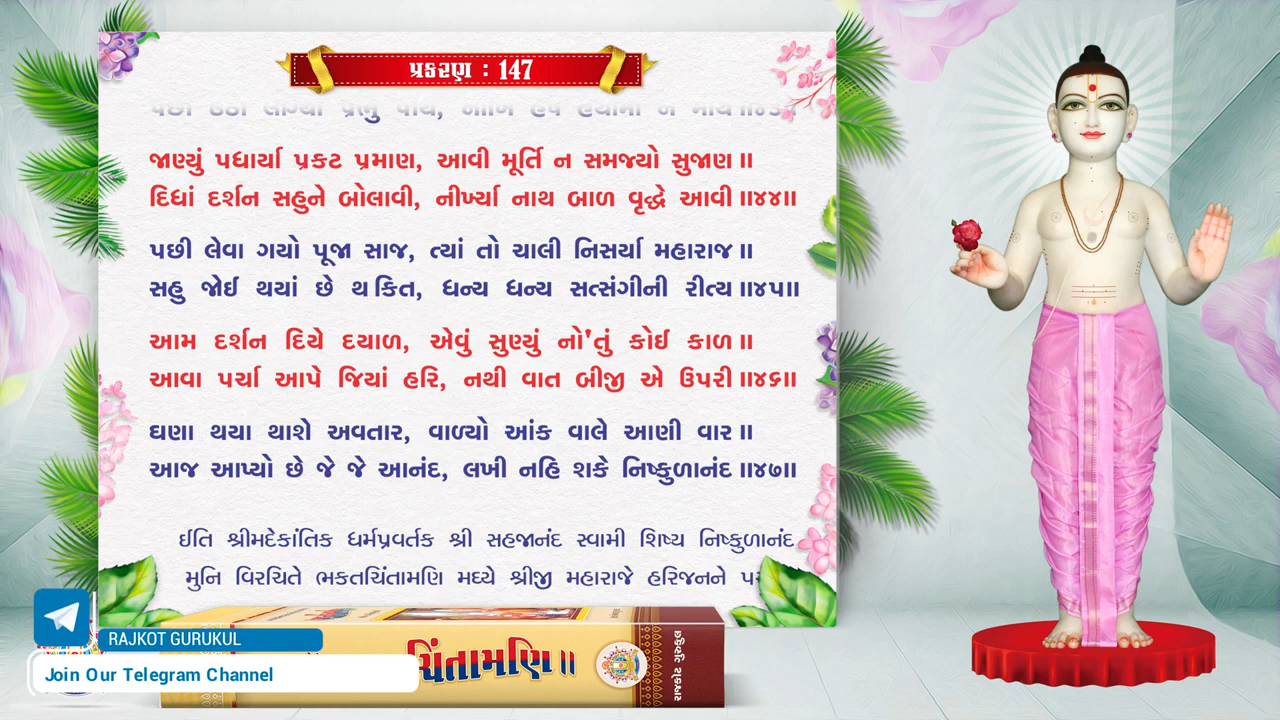 પ્રકરણ : 147
જાણ્યું પધાર્યા પ્રકટ પ્રમાણ, આવી મૂર્તિ ન સમજ્યો સુજાણ॥
દિધાં દર્શન સહુને બોલાવી, નીર્ખ્યા નાથ બાળ વૃદ્ધે આવી॥૪૪॥
પછી લેવા ગયો પૂજા સાજ, ત્યાં તો ચાલી નિસર્યા મહારાજ॥
સહુ જોઈ થયાં છે થકિત, ધન્ય ધન્ય સત્સંગીની રીત્ય॥૪૫॥
આમ દર્શન દિયે દયાળ, એવું સુણ્યું નો'તું કોઈ કાળ॥
આવા પર્ચા આપે જિયાં હરિ, નથી વાત બીજી એ ઉપરી॥૪૬॥
ઘણા થયા થાશે અવતાર, વાળ્યો આંક વાલે આણી વાર॥
આજ આપ્યો છે જે જે આનંદ, લખી નહિ શકે નિષ્કુળાનંદ॥૪૭॥
ઈતિ શ્રીમદેકાંતિક ધર્મપ્રવર્તક શ્રી સહજાનંદ સ્વામી શિષ્ય નિષ્કુળાનંદ
મુનિ વિરચિતે ભકતચિંતામણિ મધ્યે શ્રીજી મહારાજે હરિજનને
ચિંતામણિ॥
રાજકોટ ગુરુકુલ
RAJKOT GURUKUL
Join Our Telegram Channel